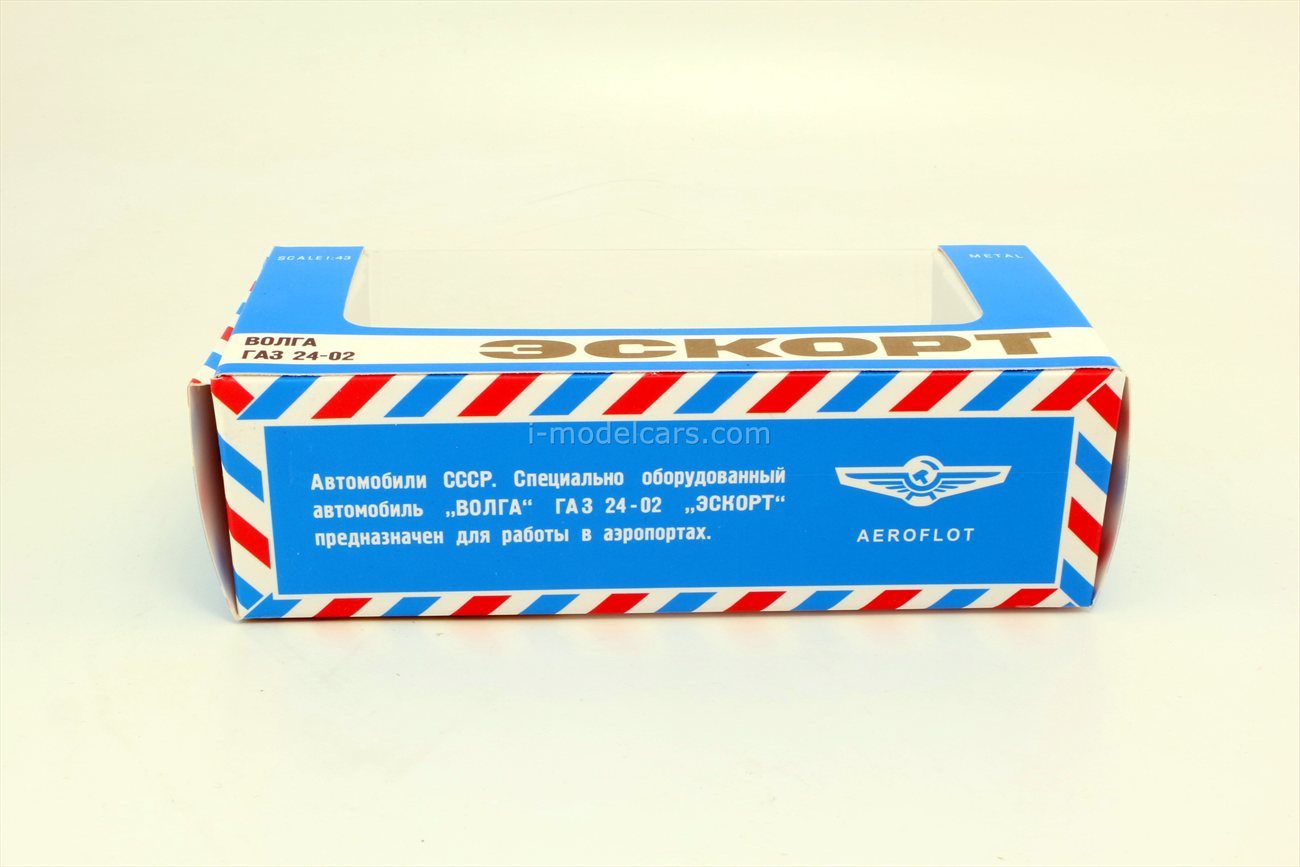 SCALE 1:43
METAL
ВОЛГА
ГАЗ 24-02
ЭСКОРТ
i-modelcars.com
Автомобили СССР. Специально оборудованный
автомобиль „ВОЛГА“ ГАЗ 24-02 „ЭСКОРТ“
предназначен для работы в аэропортах.
AEROFLOT